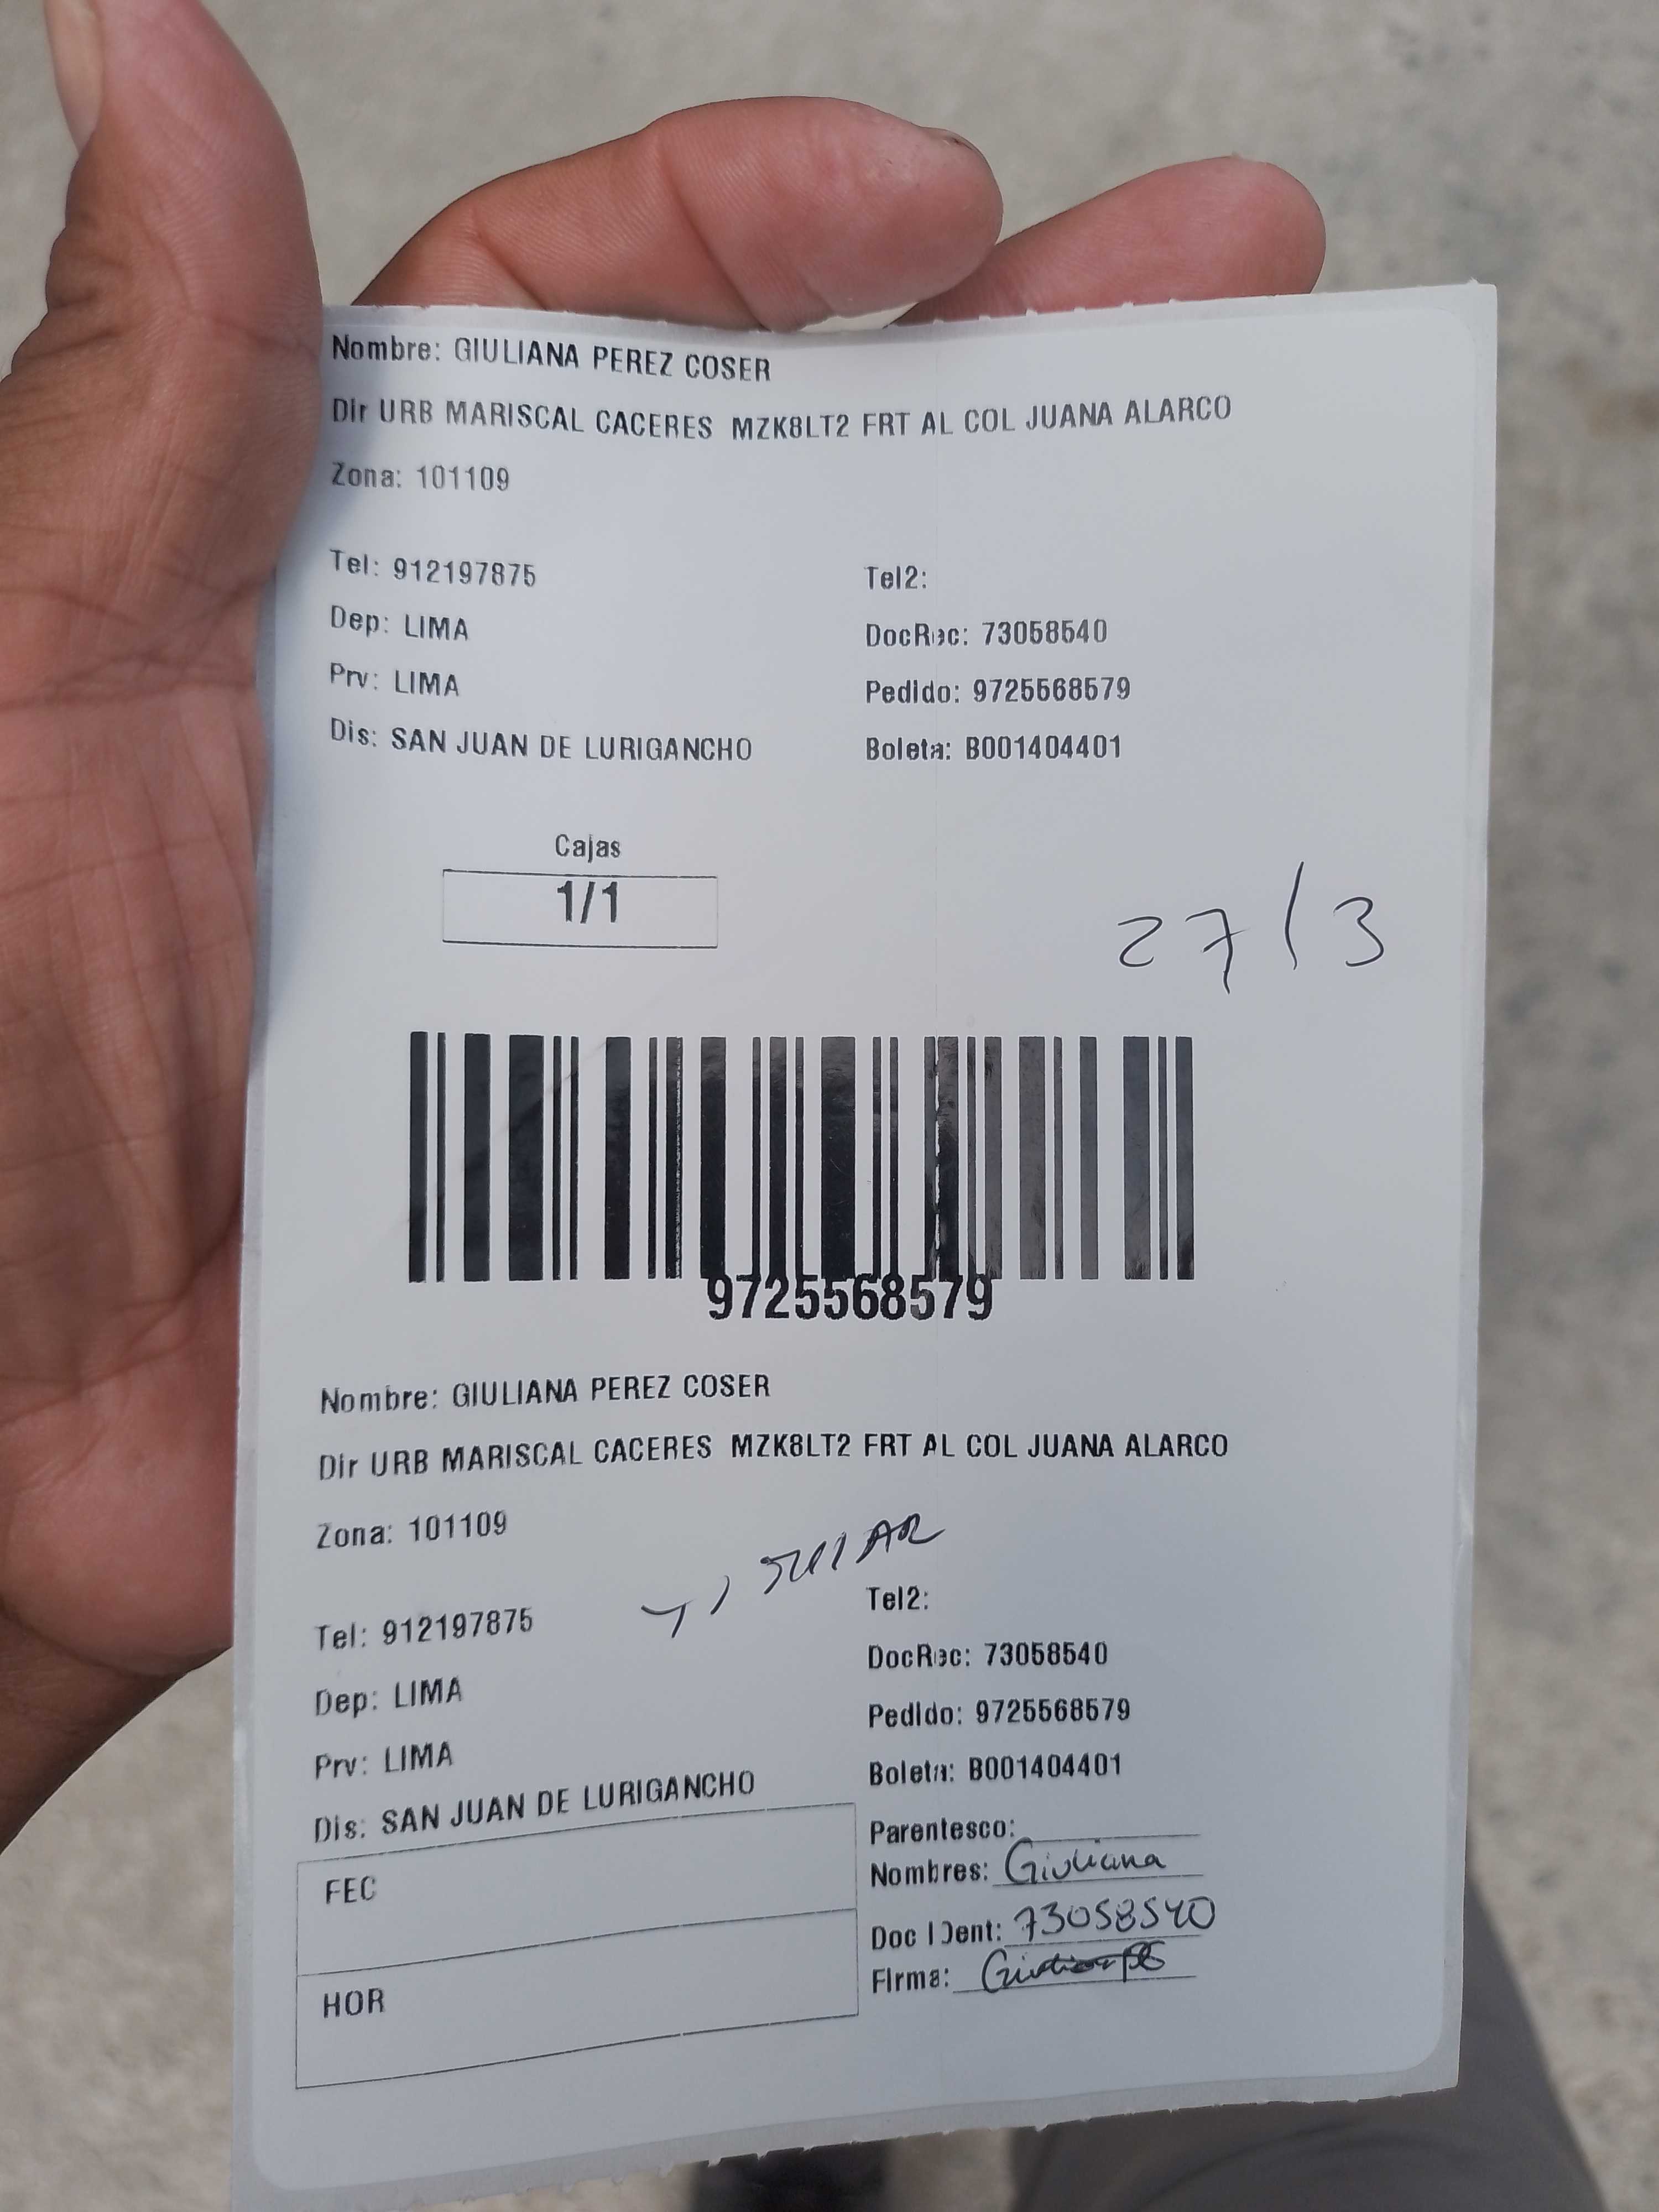 Nombre: GIULIANA PEREZ COSER
Dir URB MARISCAL CACERES MZK8LT2 FRT AL COL JUANA ALARCO
Zona: 101109
Tel: 912197875
Tel2:
Dep: LIMA
DocRec: 73058540
Prv: LIMA
Pedido: 9725568579
Dis: SAN JUAN DE LURIGANCHO
Boleta: B001404401
Cajas
1/1
27/3
9725568579
Nombre: GIULIANA PEREZ COSER
Dir URB MARISCAL CACERES MZK8LT2 FRT AL COL JUANA ALARCO
Zona: 101109
Tel: 912197875
Tel2:
Dep: LIMA
DocRec: 73058540
Prv: LIMA
Pedido: 9725568579
Dis: SAN JUAN DE LURIGANCHO
Boleta: B001404401
Parentesco:
FEC
Nombres: Giuliana
Doc IDent: 73058540
HOR
Firma: